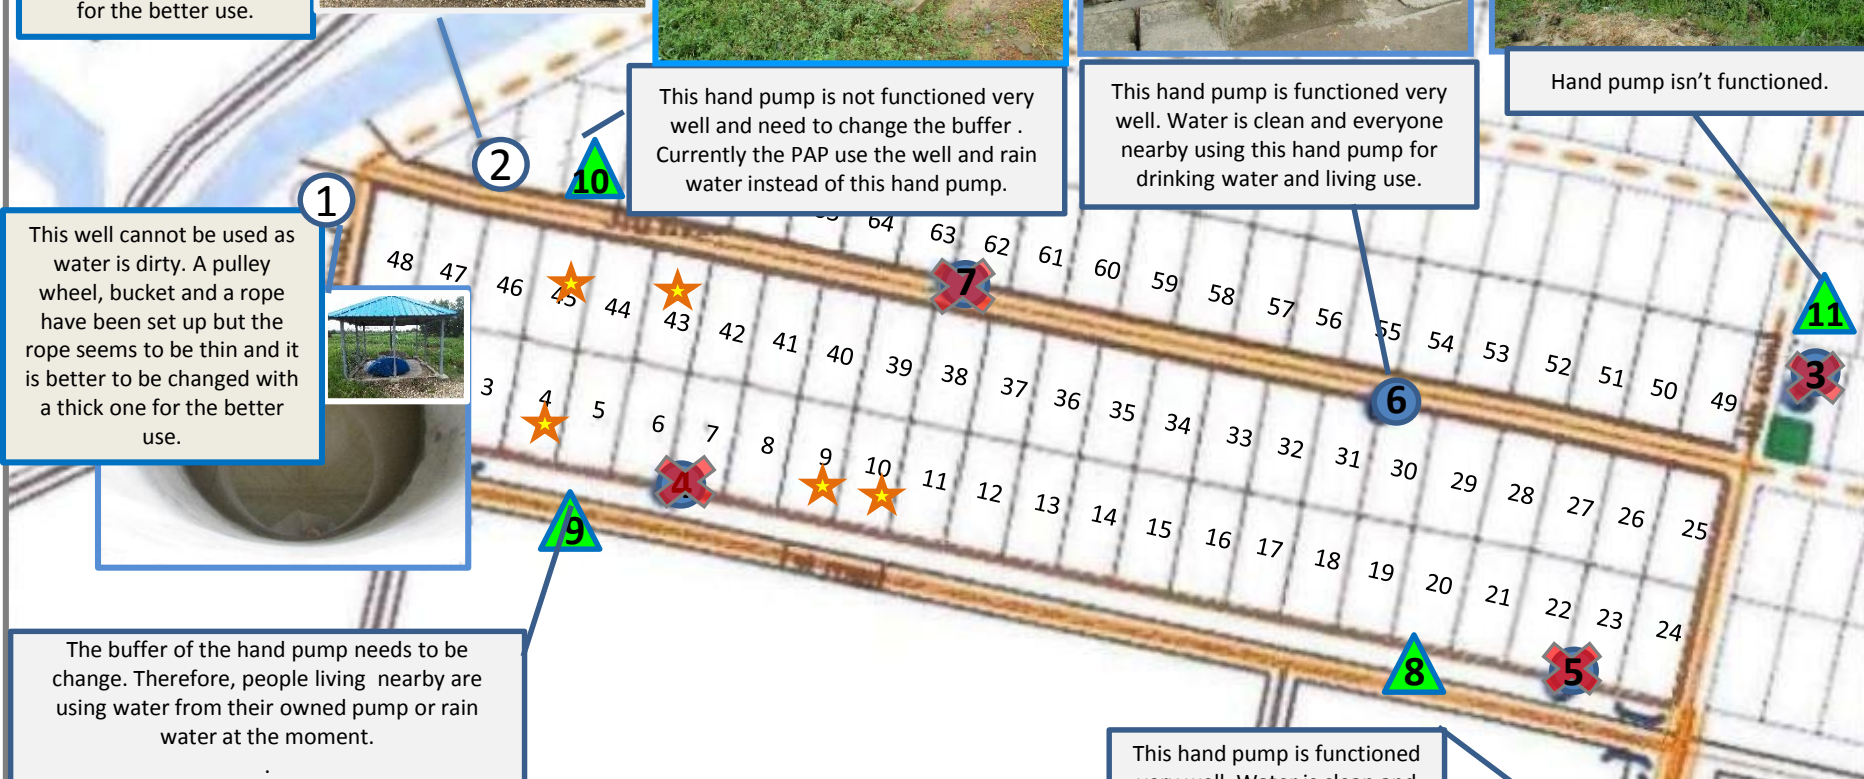 for the better use.
This hand pump is not functioned very
well and need to change the buffer .
Currently the PAP use the well and rain
water instead of this hand pump.
This hand pump is functioned very
well. Water is clean and everyone
nearby using this hand pump for
drinking water and living use.
Hand pump isn’t functioned.
1
2
10
11
3
7
6
4
9
8
5
This well cannot be used as
water is dirty. A pulley
wheel, bucket and a rope
have been set up but the
rope seems to be thin and it
is better to be changed with
a thick one for the better
use.
64 63 62 61 60 59 58 57 56 55 54 53 52 51 50 49
48 47 46 45 44 43 42 41 40 39 38 37 36 35 34 33 32 31 30 29 28 27 26 25
3 4 5 6 7 8 9 10 11 12 13 14 15 16 17 18 19 20 21 22 23 24
The buffer of the hand pump needs to be
change. Therefore, people living nearby are
using water from their owned pump or rain
water at the moment.
.
This hand pump is functioned
very well. Water is clean and